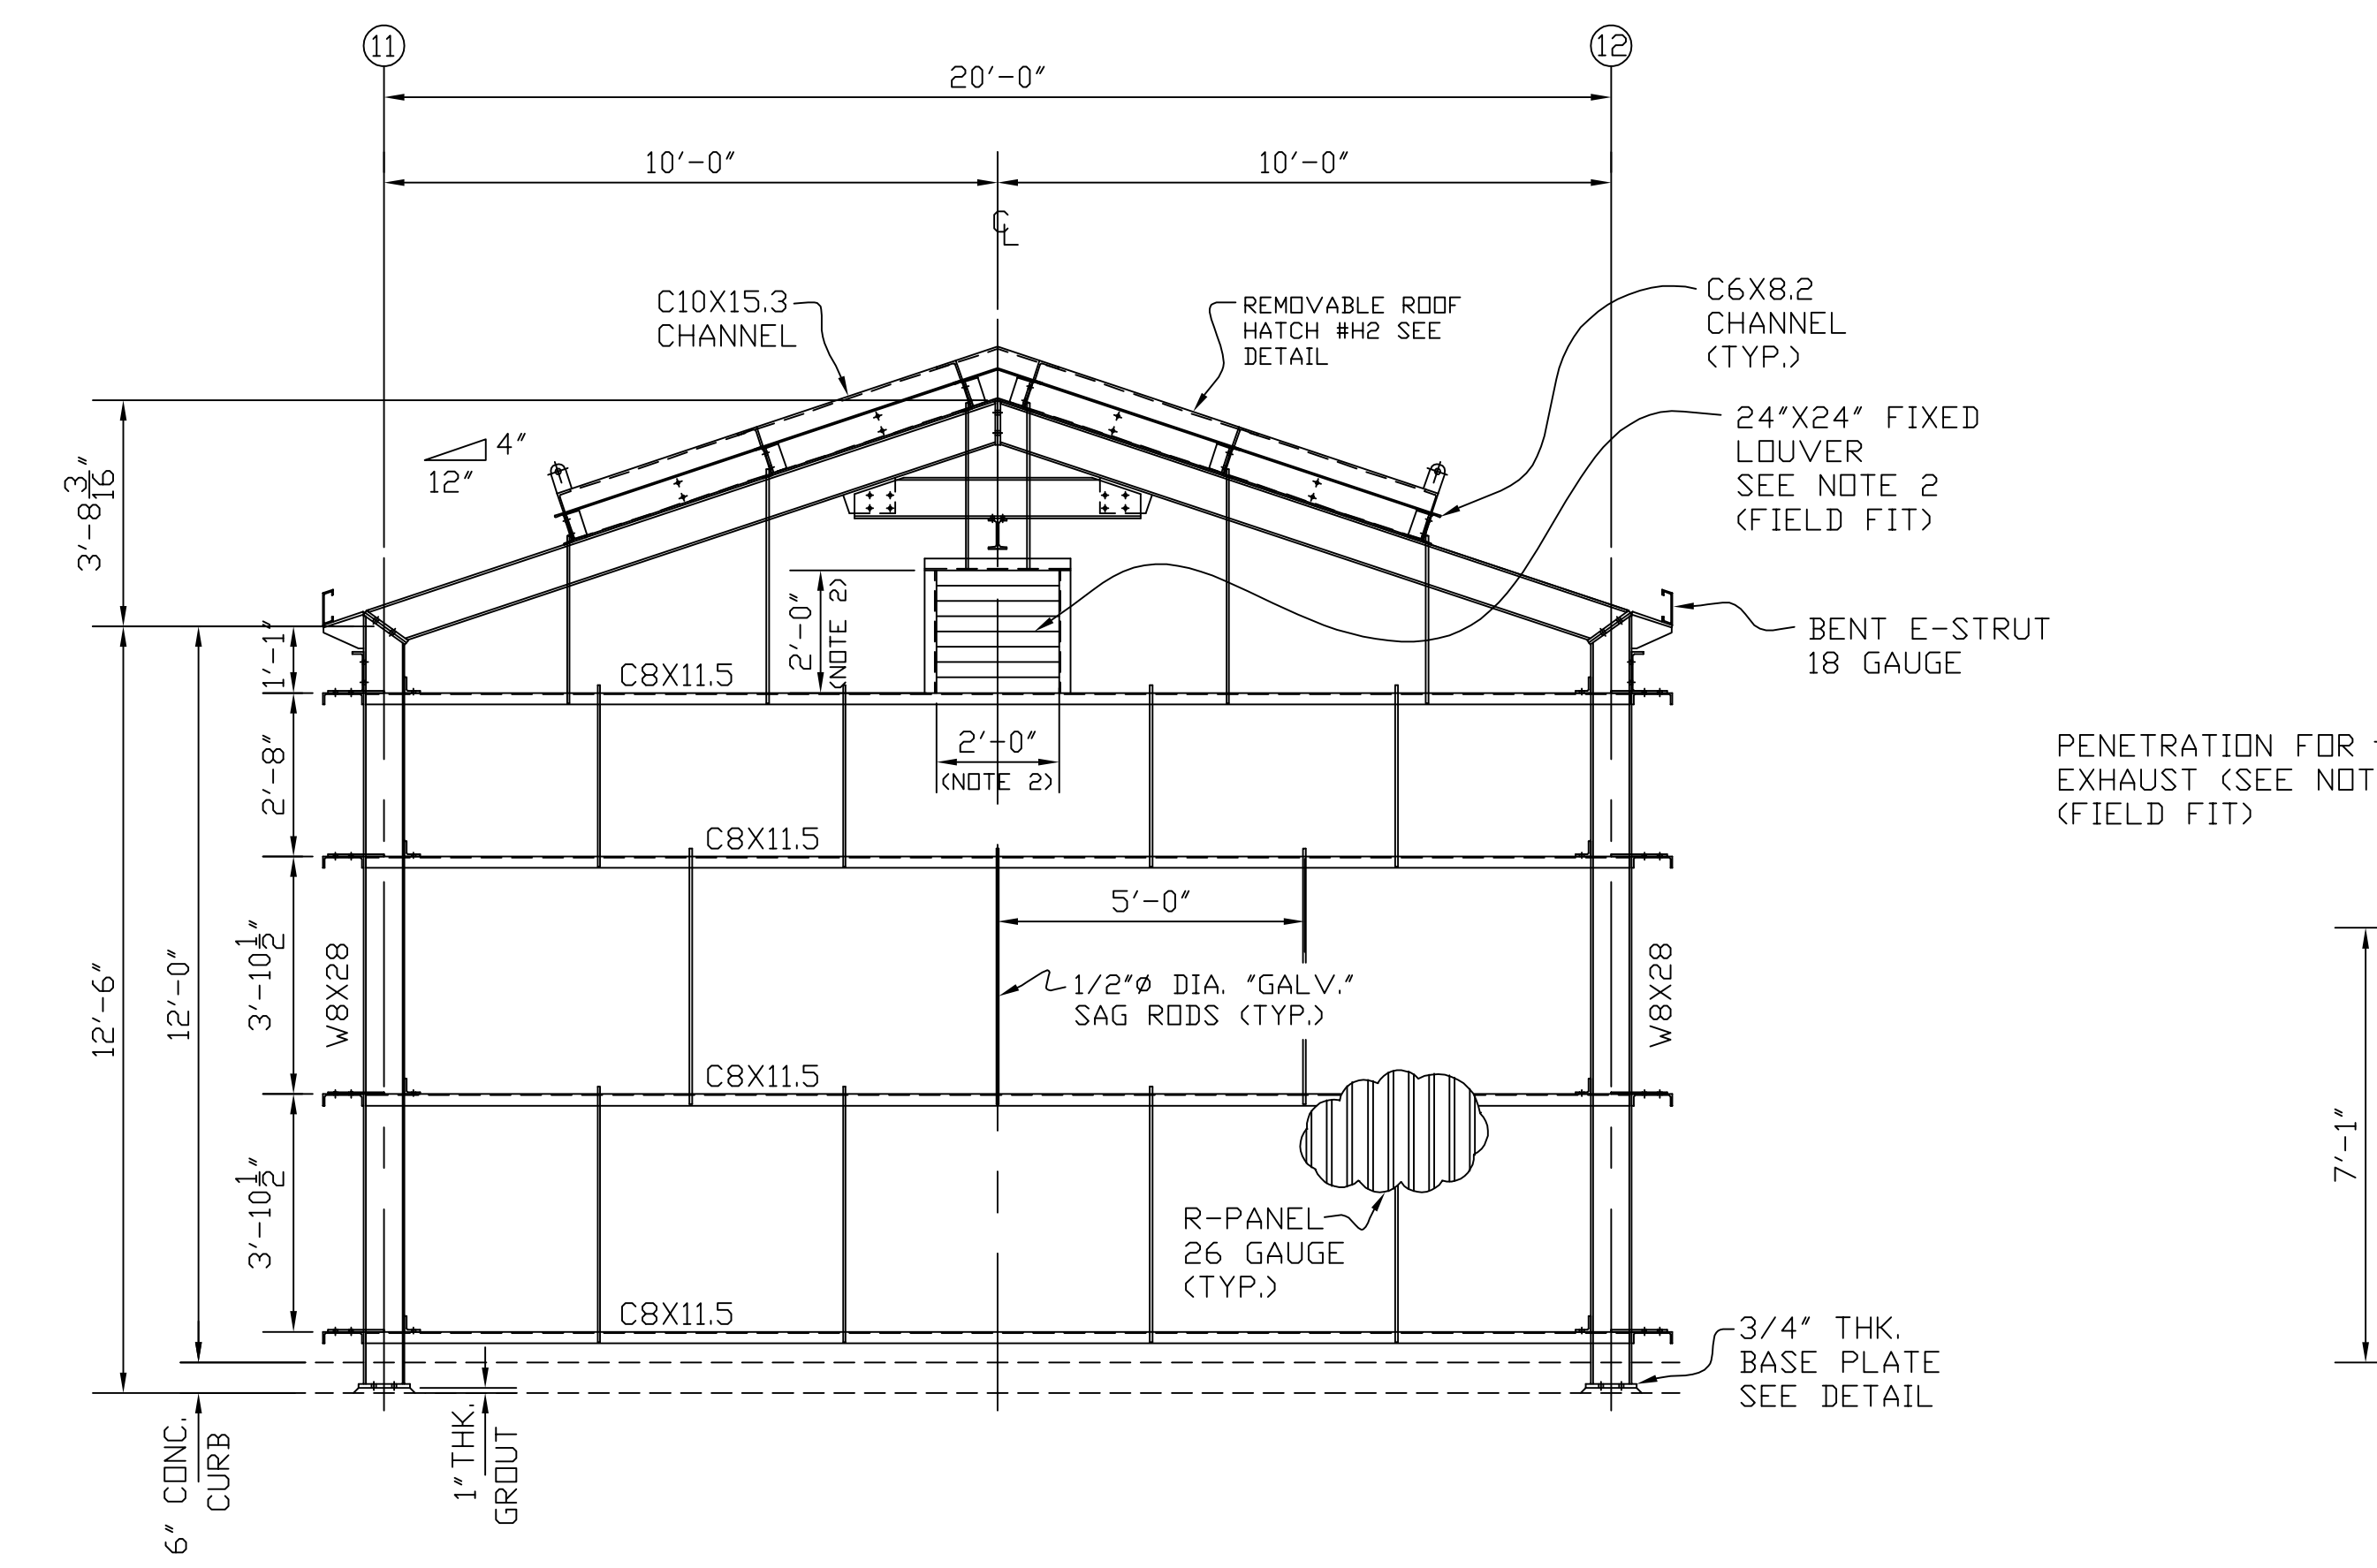 11
12
20'-0"
10'-0"
10'-0"
CL
C10X15.3
CHANNEL
REMOVABLE ROOF
HATCH #H2 SEE
DETAIL
C6X8.2
CHANNEL
(TYP.)
24"X24" FIXED
LOUVER
SEE NOTE 2
(FIELD FIT)
4"
12"
3'-8 3/16"
BENT E-STRUT
18 GAUGE
1'-1"
2'-0"
(NOTE 2)
C8X11.5
2'-8"
2'-0"
(NOTE 2)
PENETRATION FOR
EXHAUST (SEE NOT
(FIELD FIT)
C8X11.5
5'-0"
12'-6"
12'-0"
3'-10 1/2"
W8X28
1/2"Ø DIA. "GALV."
SAG RODS (TYP.)
W8X28
C8X11.5
7'-1"
3'-10 1/2"
R-PANEL
26 GAUGE
(TYP.)
C8X11.5
3/4" THK.
BASE PLATE
SEE DETAIL
6" CONC.
CURB
1" THK.
GROUT